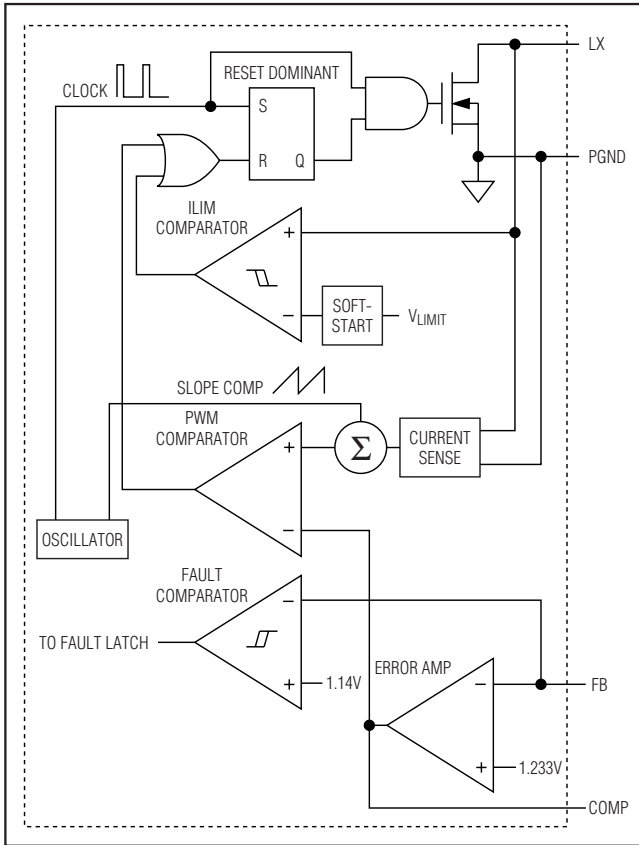 LX
CLOCK
RESET DOMINANT
S
R
Q
PGND
ILIM
COMPARATOR
+
−
SOFT-
START
VLIMIT
SLOPE COMP
PWM
COMPARATOR
+
−
Σ
CURRENT
SENSE
OSCILLATOR
FAULT
COMPARATOR
−
TO FAULT LATCH
+
1.14V
ERROR AMP
−
FB
+
1.233V
COMP